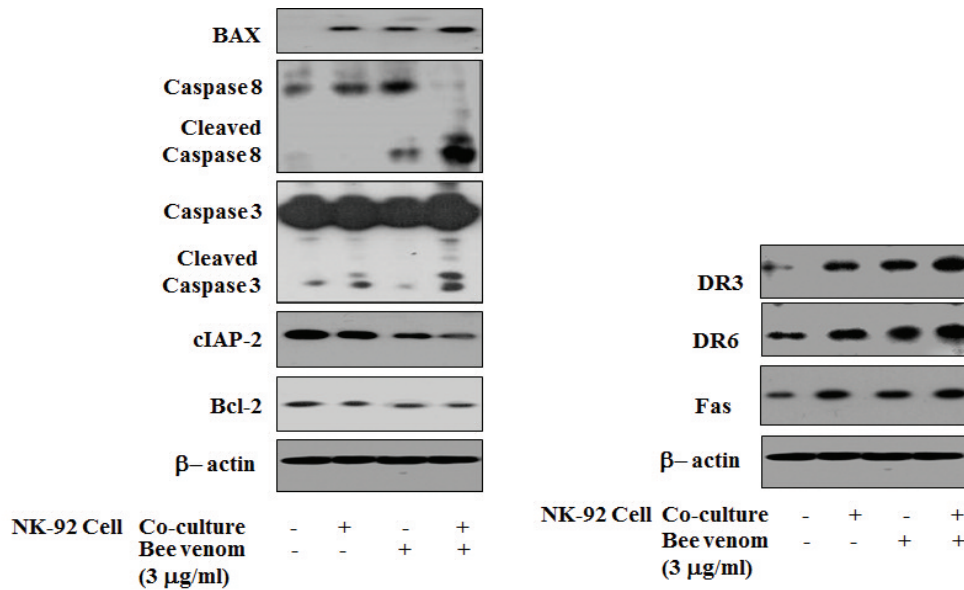 BAX
Caspase 8
Cleaved
Caspase 8
Caspase 3
Cleaved
Caspase 3
cIAP-2
Bcl-2
β– actin
NK-92 Cell Co-culture - + - +
Bee venom - - + +
(3 μg/ml)
DR3
DR6
Fas
β– actin
NK-92 Cell Co-culture - + - +
Bee venom - - + +
(3 μg/ml)